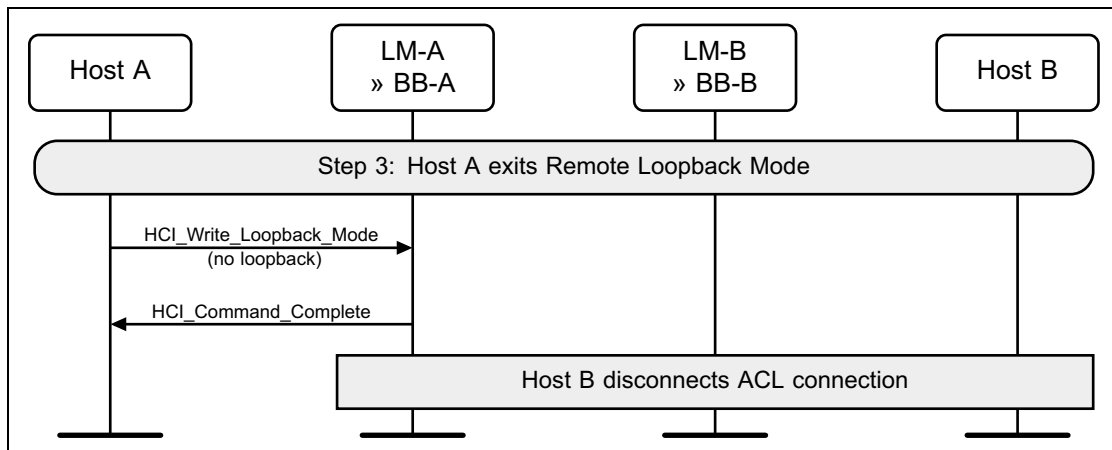 Host A
LM-A
» BB-A
LM-B
» BB-B
Host B
Step 3: Host A exits Remote Loopback Mode
HCI_Write_Loopback_Mode
(no loopback)
HCI_Command_Complete
Host B disconnects ACL connection